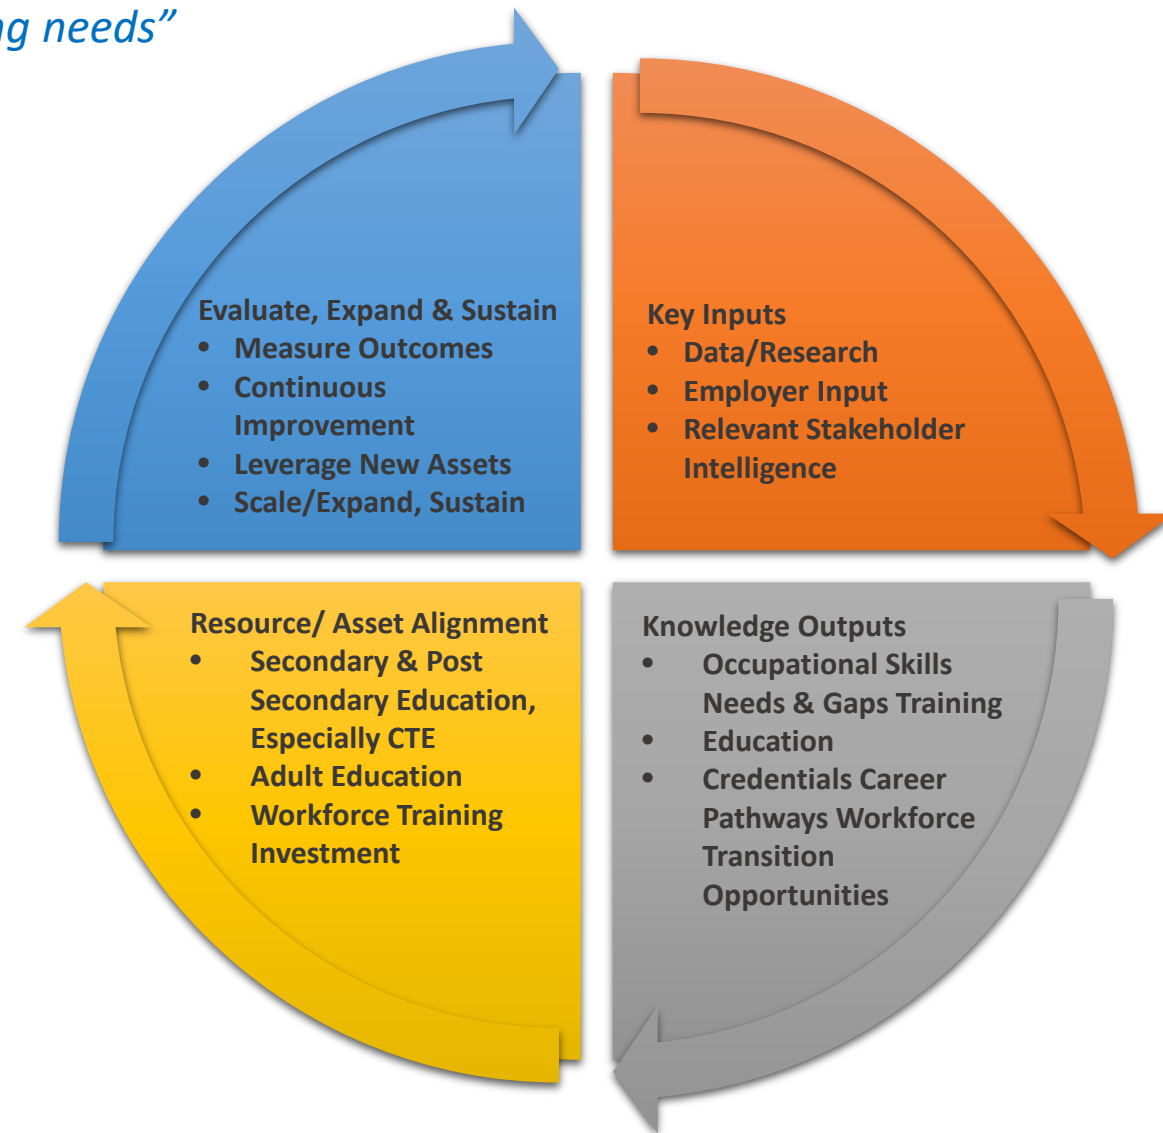 needs”
Evaluate, Expand & Sustain
• Measure Outcomes
• Continuous
Improvement
• Leverage New Assets
• Scale/Expand, Sustain
Key Inputs
• Data/Research
• Employer Input
• Relevant Stakeholder
Intelligence
Resource/ Asset Alignment
• Secondary & Post
Secondary Education,
Especially CTE
• Adult Education
• Workforce Training
Investment
Knowledge Outputs
• Occupational Skills
Needs & Gaps Training
• Education
• Credentials Career
Pathways Workforce
Transition
Opportunities